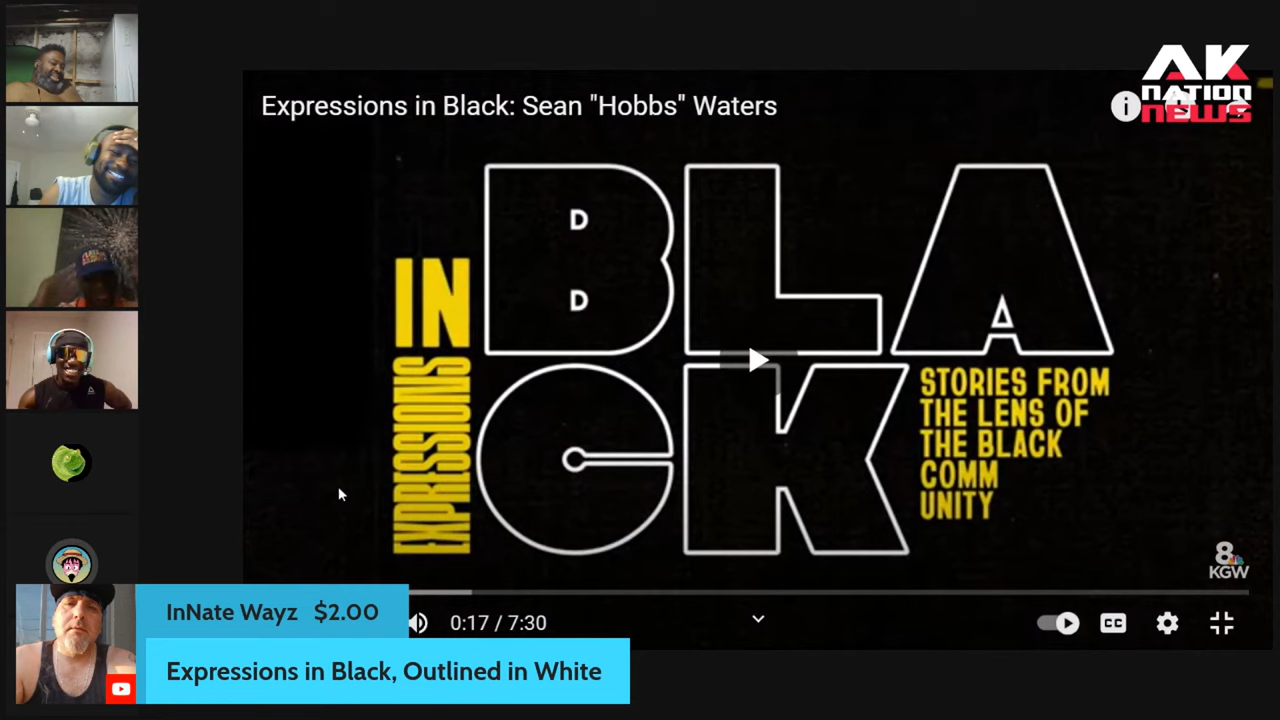 Expressions in Black: Sean "Hobbs" Waters
AK
NATION
NEWS
IN
EXPRESSIONS
BLA
CK
STORIES FROM
THE LENS OF
THE BLACK
COMM
UNITY
8
KGW
InNate Wayz $2.00
0:17 / 7:30
CC
Expressions in Black, Outlined in White